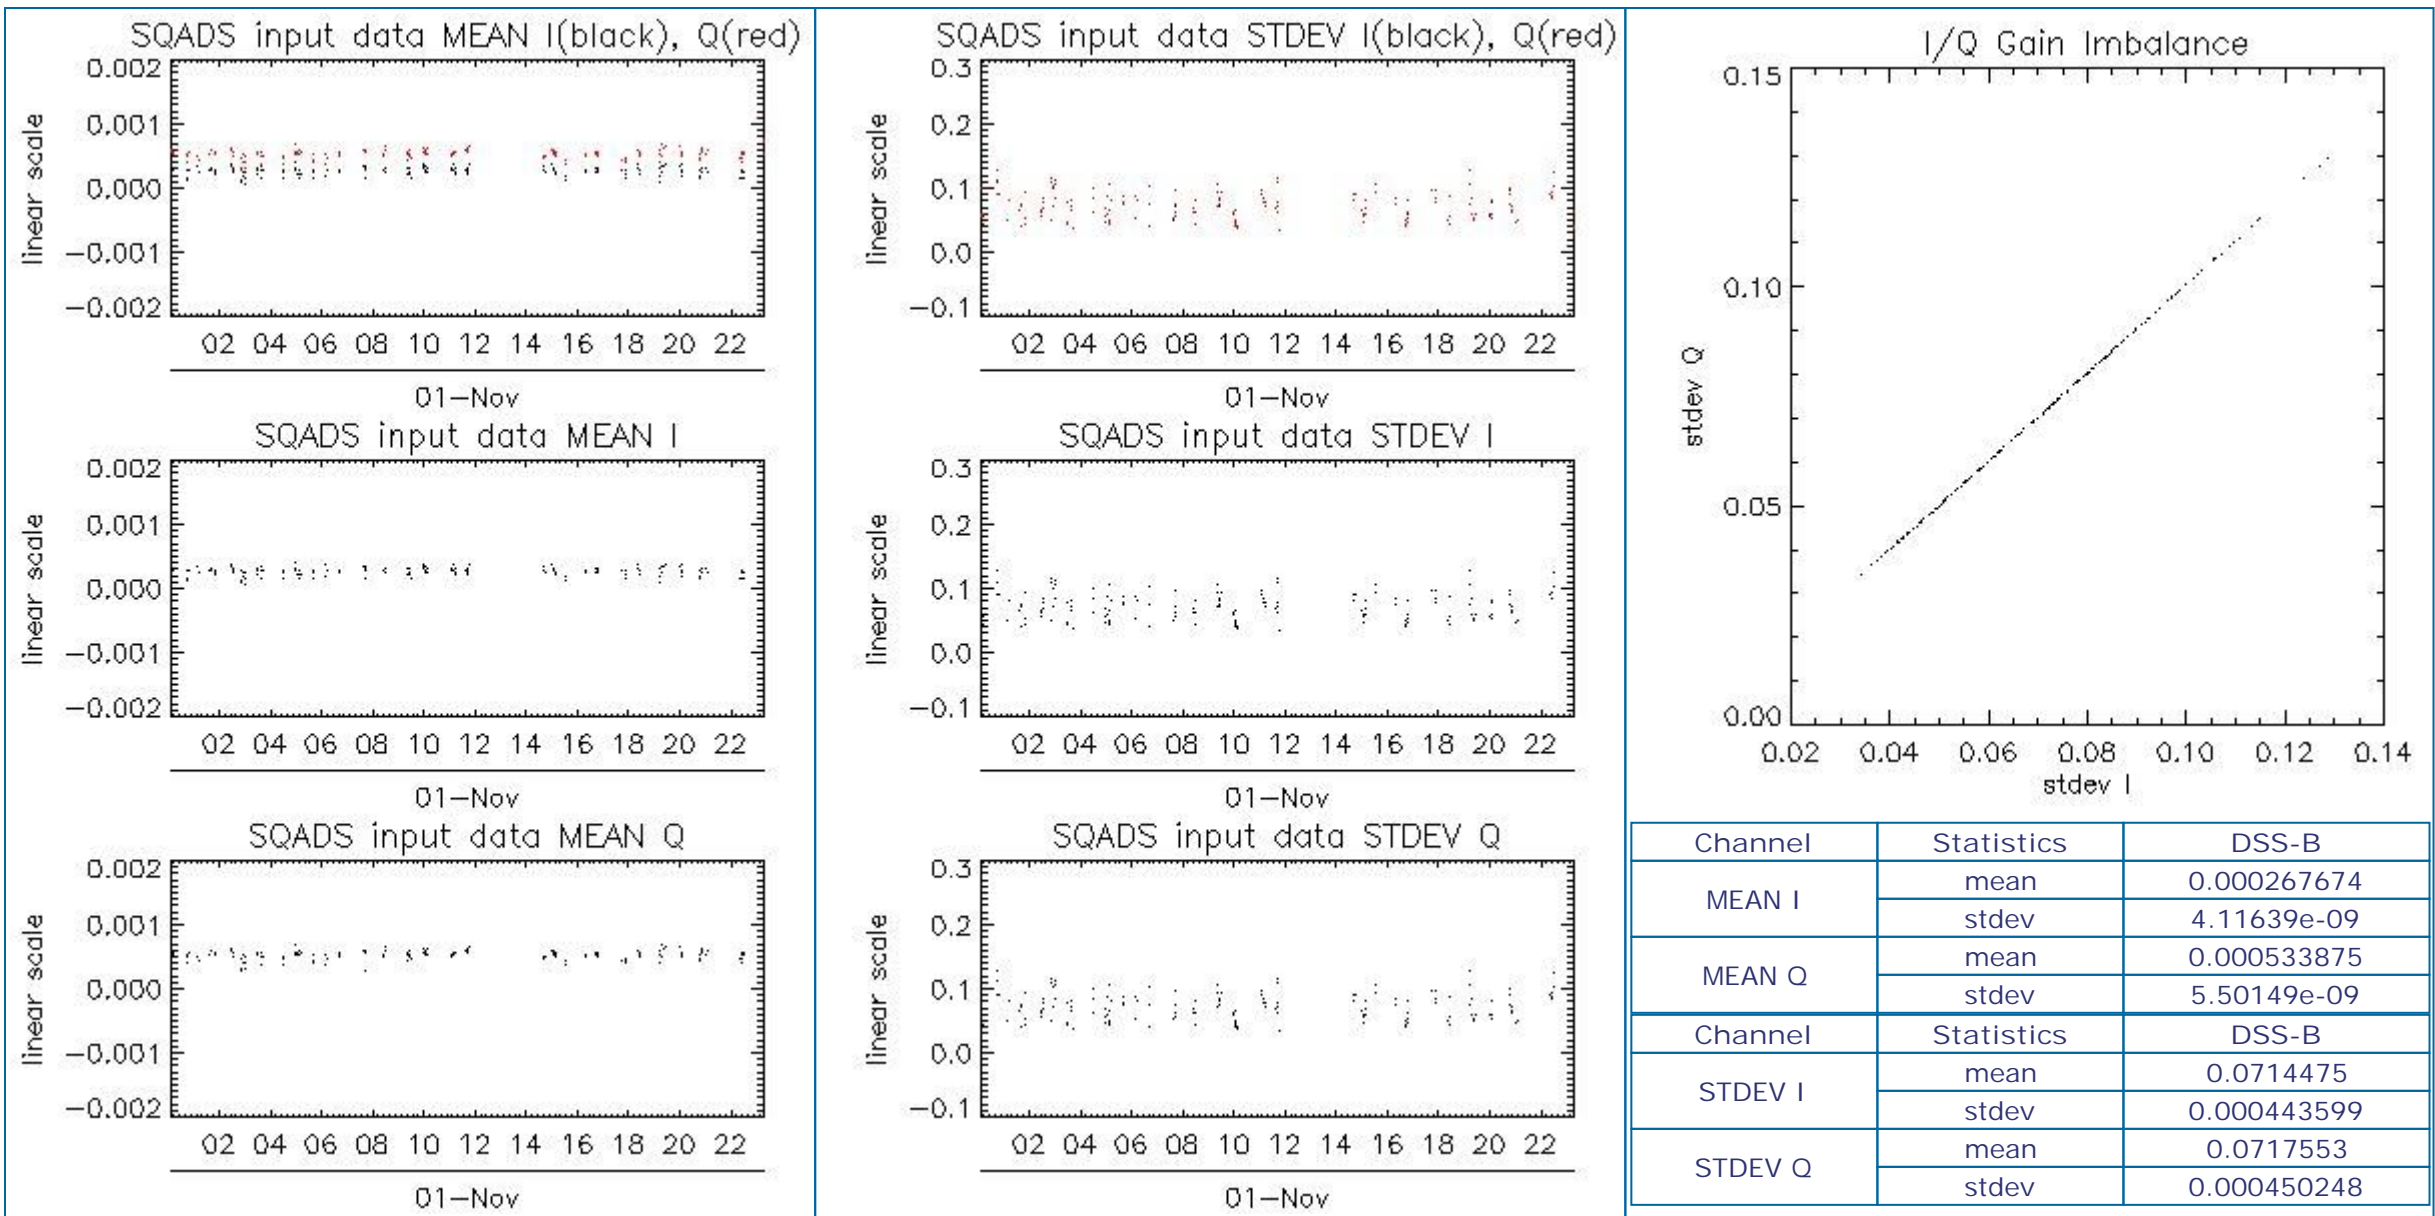 SQADS input data MEAN I(black), Q(red)
linear scale
0.002
0.001
0.000
−0.001
−0.002
02 04 06 08 10 12 14 16 18 20 22
01−Nov
SQADS input data MEAN I
linear scale
0.002
0.001
0.000
−0.001
−0.002
02 04 06 08 10 12 14 16 18 20 22
01−Nov
SQADS input data MEAN Q
linear scale
0.002
0.001
0.000
−0.001
−0.002
02 04 06 08 10 12 14 16 18 20 22
01−Nov
SQADS input data STDEV I(black), Q(red)
linear scale
0.3
0.2
0.1
0.0
−0.1
02 04 06 08 10 12 14 16 18 20 22
01−Nov
SQADS input data STDEV I
linear scale
0.3
0.2
0.1
0.0
−0.1
02 04 06 08 10 12 14 16 18 20 22
01−Nov
SQADS input data STDEV Q
linear scale
0.3
0.2
0.1
0.0
−0.1
02 04 06 08 10 12 14 16 18 20 22
01−Nov
I/Q Gain Imbalance
stdev Q
0.15
0.10
0.05
0.00
0.02 0.04 0.06 0.08 0.10 0.12 0.14
stdev I
Channel Statistics DSS-B
MEAN I mean 0.000267674
stdev 4.11639e-09
MEAN Q mean 0.000533875
stdev 5.50149e-09
Channel Statistics DSS-B
STDEV I mean 0.0714475
stdev 0.000443599
STDEV Q mean 0.0717553
stdev 0.000450248